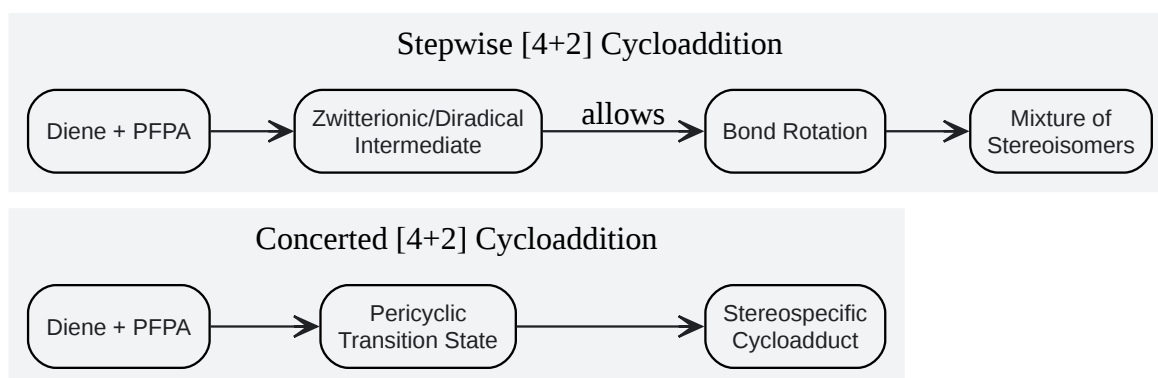 Stepwise [4+2] Cycloaddition
Diene + PFPA
Zwitterionic/Diradical
Intermediate
allows
Bond Rotation
Mixture of
Stereoisomers
Concerted [4+2] Cycloaddition
Diene + PFPA
Pericyclic
Transition State
Stereospecific
Cycloadduct